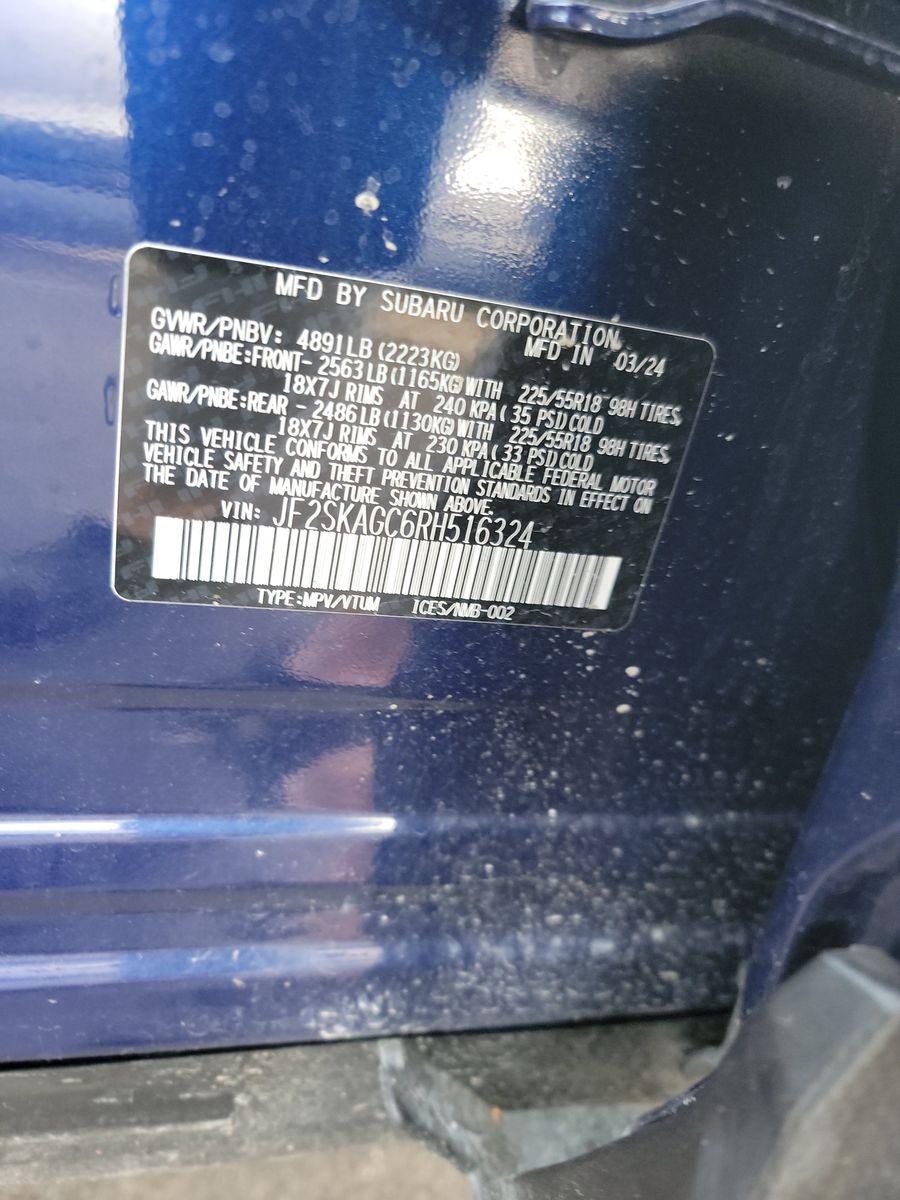 MFD BY SUBARU CORPORATION
GVWR/PNBV: 4891LB (2223KG) MFD IN 03/24
GAWR/PNBE:FRONT- 2563LB (1165KG) WITH 225/55R18 98H TIRES,
18X7J RIMS AT 240 KPA ( 35 PSI) COLD
GAWR/PNBE:REAR - 2486LB (1130KG) WITH 225/55R18 98H TIRES,
18X7J RIMS AT 230 KPA ( 33 PSI) COLD
THIS VEHICLE CONFORMS TO ALL APPLICABLE FEDERAL MOTOR
VEHICLE SAFETY AND THEFT PREVENTION STANDARDS IN EFFECT ON
THE DATE OF MANUFACTURE SHOWN ABOVE.
VIN: JF2SKAGC6RH516324
TYPE:MPV/VTUM ICES/NMB-002